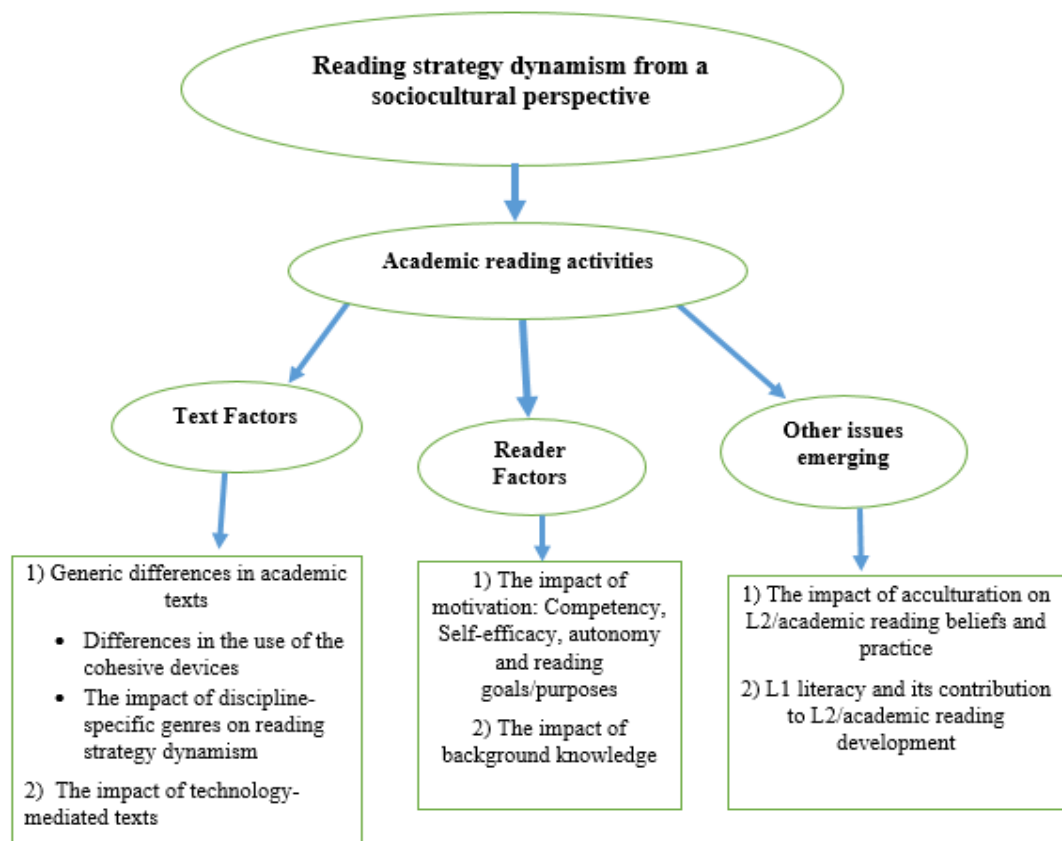 Reading strategy dynamism from a
sociocultural perspective
Academic reading activities
Text Factors
Reader
Factors
Other issues
emerging
1) Generic differences in academic
texts
• Differences in the use of the
cohesive devices
• The impact of discipline-
specific genres on reading
strategy dynamism
2) The impact of technology-
mediated texts
1) The impact of
motivation: Competency,
Self-efficacy, autonomy
and reading
goals/purposes
2) The impact of
background knowledge
1) The impact of acculturation on
L2/academic reading beliefs and
practice
2) L1 literacy and its contribution
to L2/academic reading
development